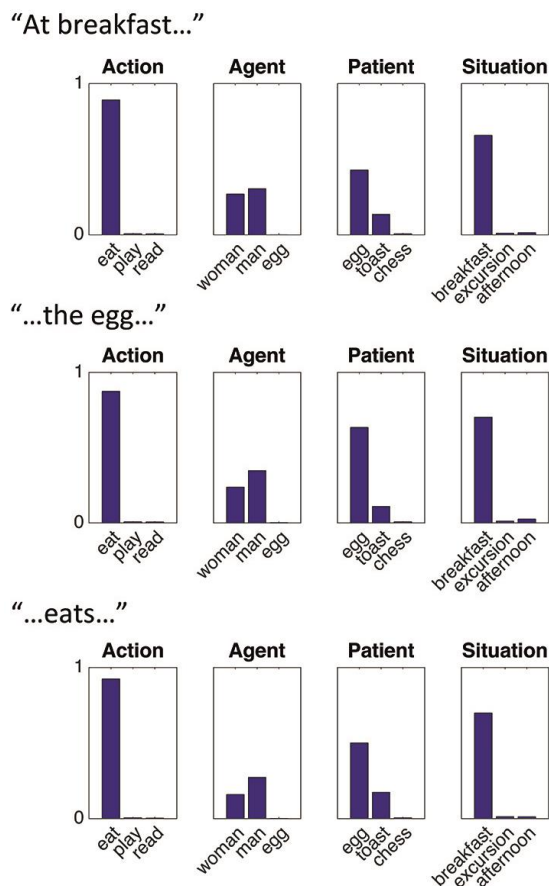 “At breakfast…”
Action Agent Patient Situation
1
0
eat play read woman man egg egg toast chess breakfast excursion afternoon
“…the egg…”
Action Agent Patient Situation
1
0
eat play read woman man egg egg toast chess breakfast excursion afternoon
“…eats…”
Action Agent Patient Situation
1
0
eat play read woman man egg egg toast chess breakfast excursion afternoon